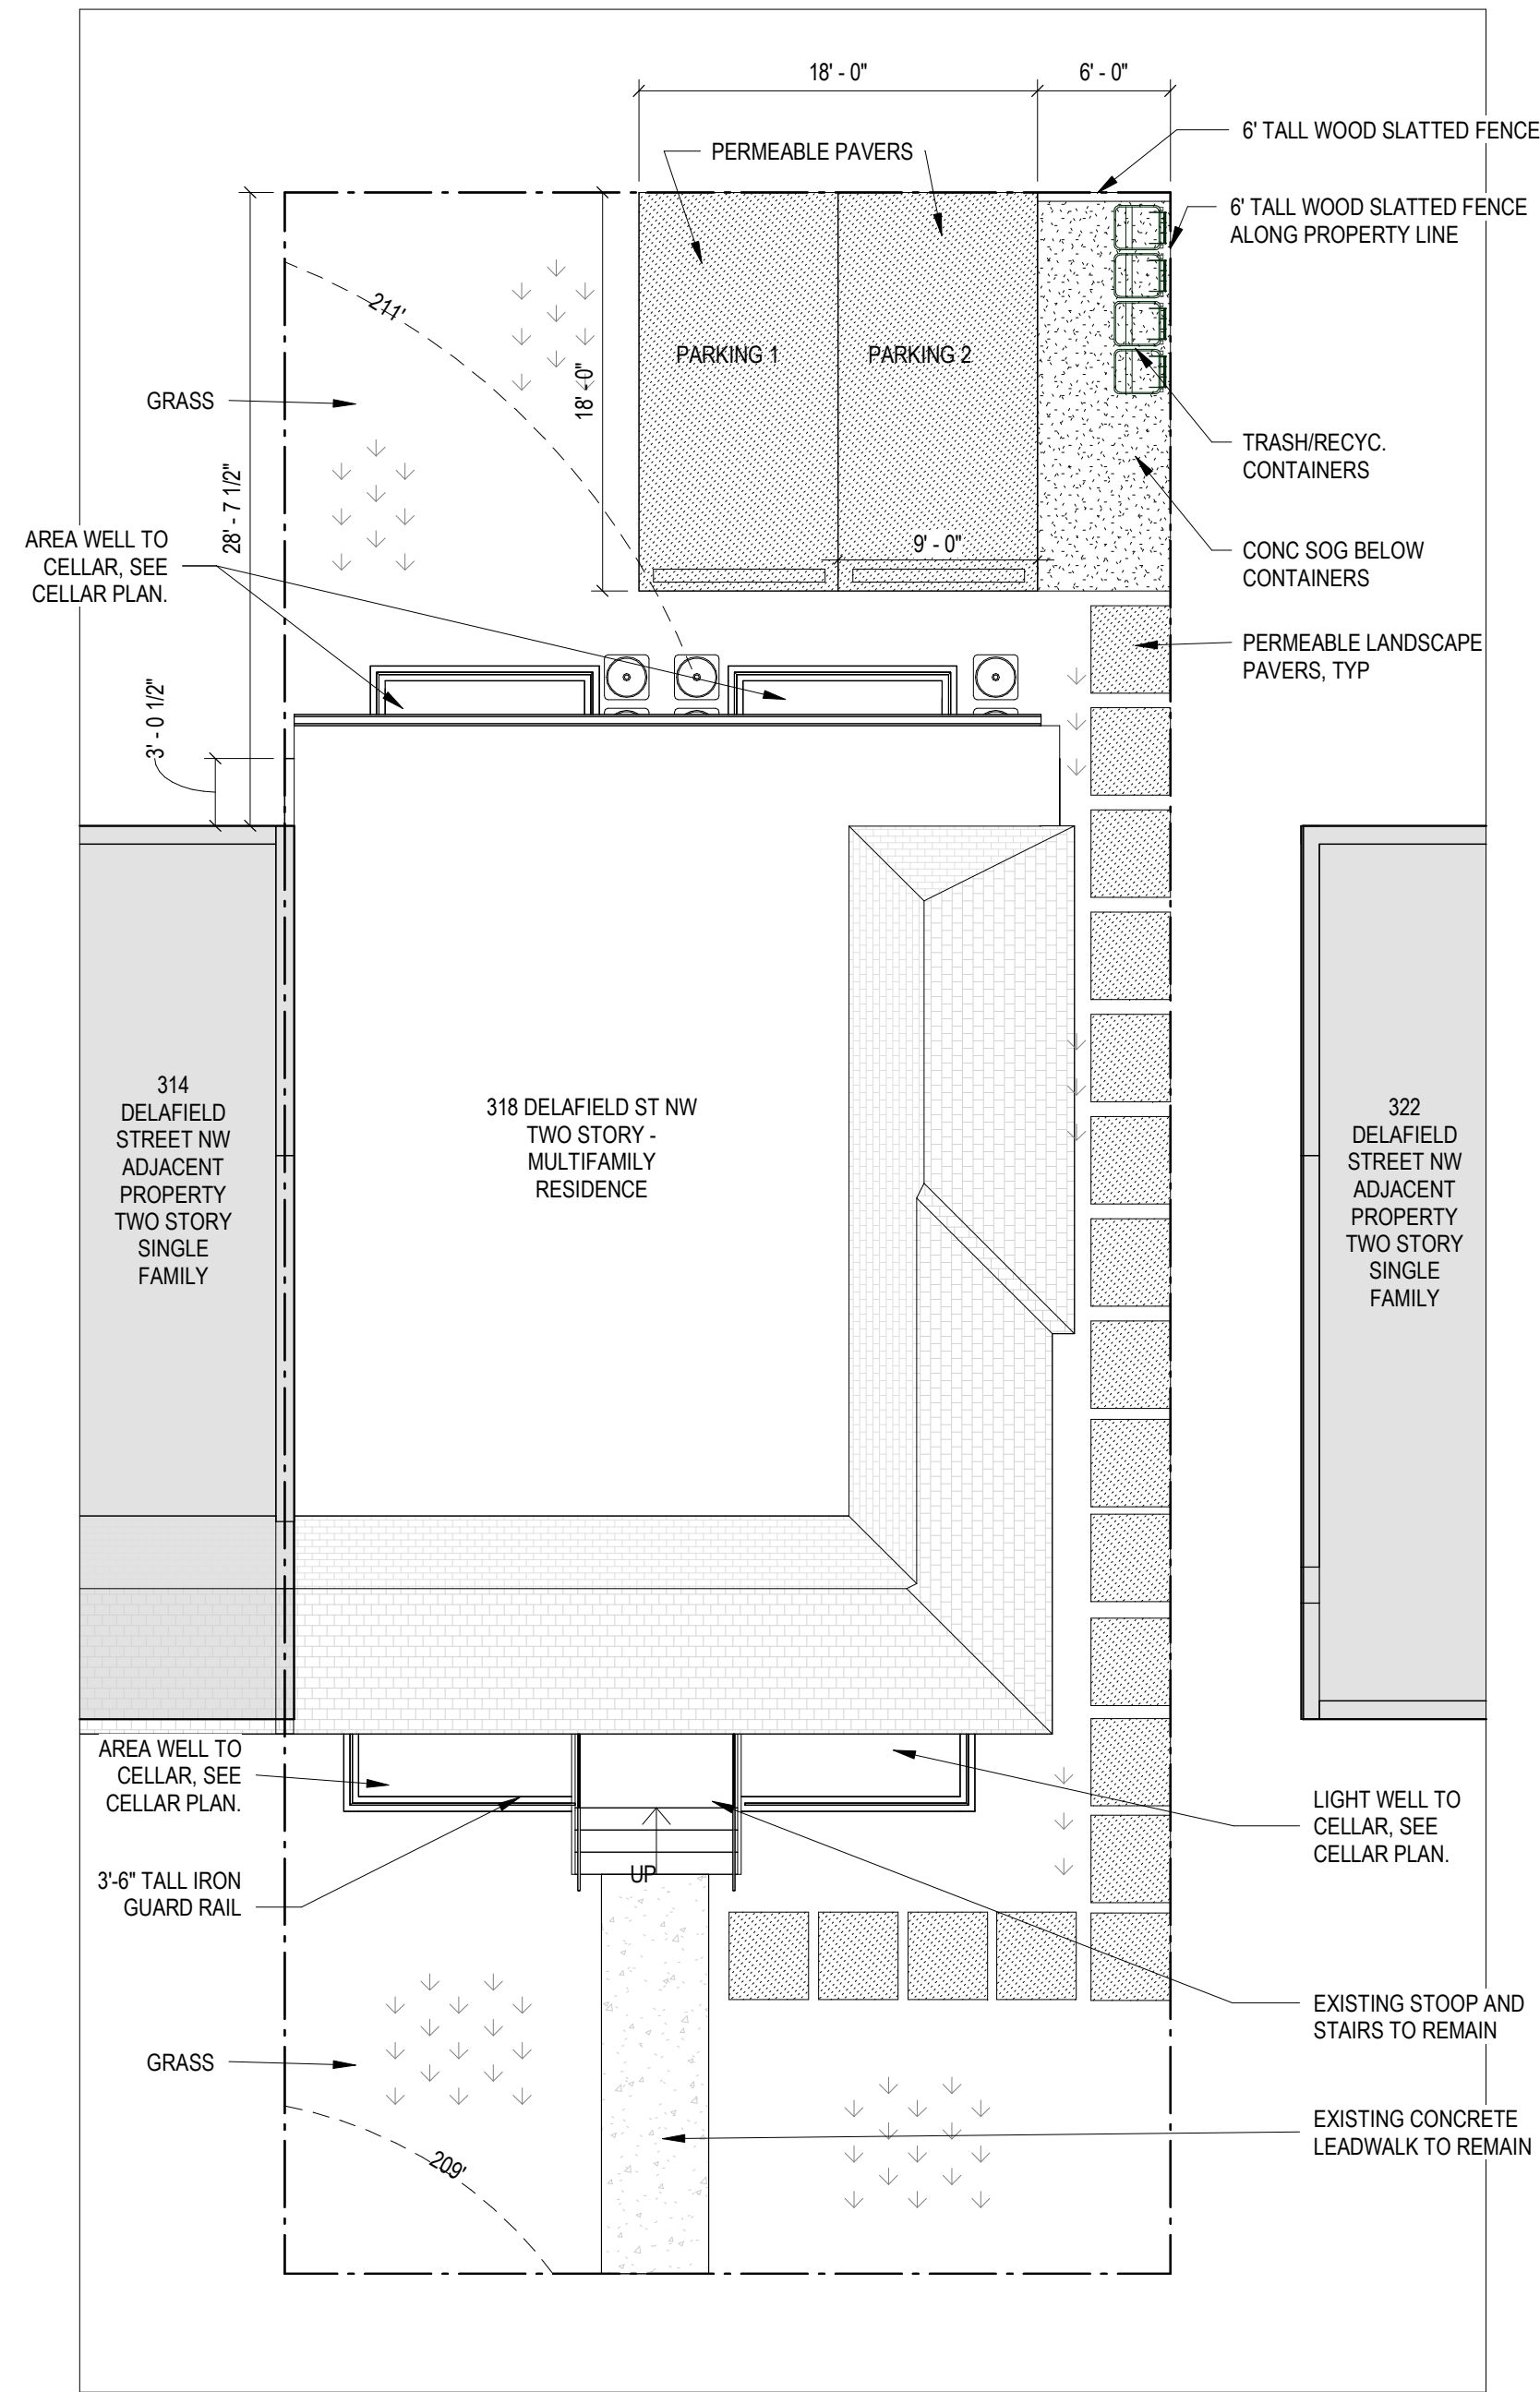 18' - 0"
6' - 0"
6' TALL WOOD SLATTED FENCE
PERMEABLE PAVERS
6' TALL WOOD SLATTED FENCE
ALONG PROPERTY LINE
211'
PARKING 1
PARKING 2
18' - 0"
GRASS
TRASH/RECYC.
CONTAINERS
28' - 7 1/2"
AREA WELL TO
CELLAR, SEE
CELLAR PLAN.
9' - 0"
CONC SOG BELOW
CONTAINERS
PERMEABLE LANDSCAPE
PAVERS, TYP
3' - 0 1/2"
314
DELAFIELD
STREET NW
ADJACENT
PROPERTY
TWO STORY
SINGLE
FAMILY
318 DELAFIELD ST NW
TWO STORY -
MULTIFAMILY
RESIDENCE
322
DELAFIELD
STREET NW
ADJACENT
PROPERTY
TWO STORY
SINGLE
FAMILY
AREA WELL TO
CELLAR, SEE
CELLAR PLAN.
LIGHT WELL TO
CELLAR, SEE
CELLAR PLAN.
3'-6" TALL IRON
GUARD RAIL
UP
EXISTING STOOP AND
STAIRS TO REMAIN
GRASS
EXISTING CONCRETE
LEADWALK TO REMAIN
209'